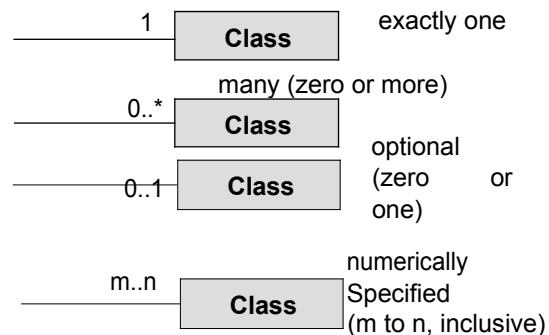 1
Class
exactly one
many (zero or more)
0..*
Class
optional
(zero or
one)
0..1
Class
m..n
Class
numerically
Specified
(m to n, inclusive)